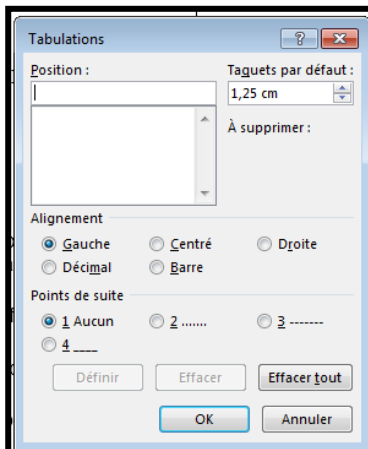 Tabulations
Position : Taquets par défaut :
1,25 cm
À supprimer :
Alignement
Gauche Centré Droite
Décimal Barre
Points de suite
1 Aucun 2 ....... 3 -------
4 ____
Définir Effacer Effacer tout
OK Annuler